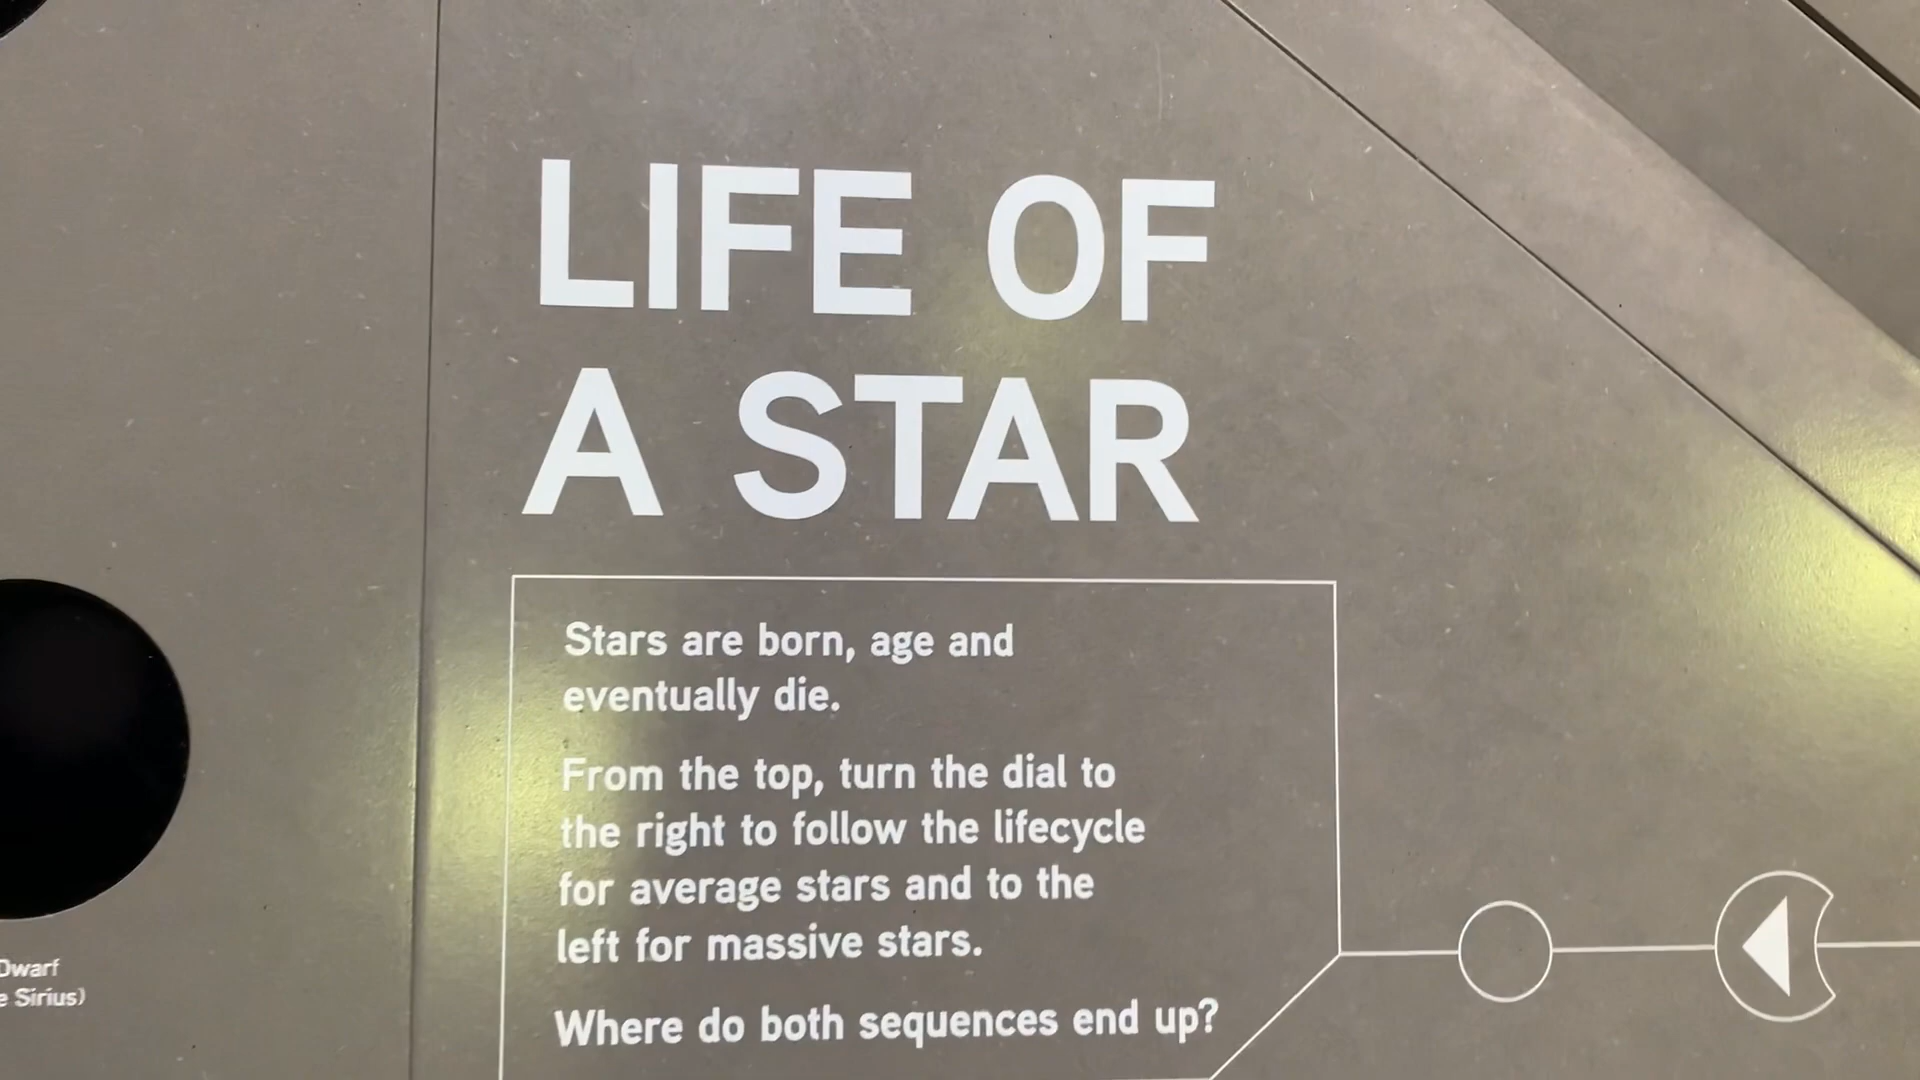 LIFE OF
A STAR
Stars are born, age and
eventually die.
From the top, turn the dial to
the right to follow the lifecycle
for average stars and to the
left for massive stars.
Where do both sequences end up?
Dwarf
e Sirius)